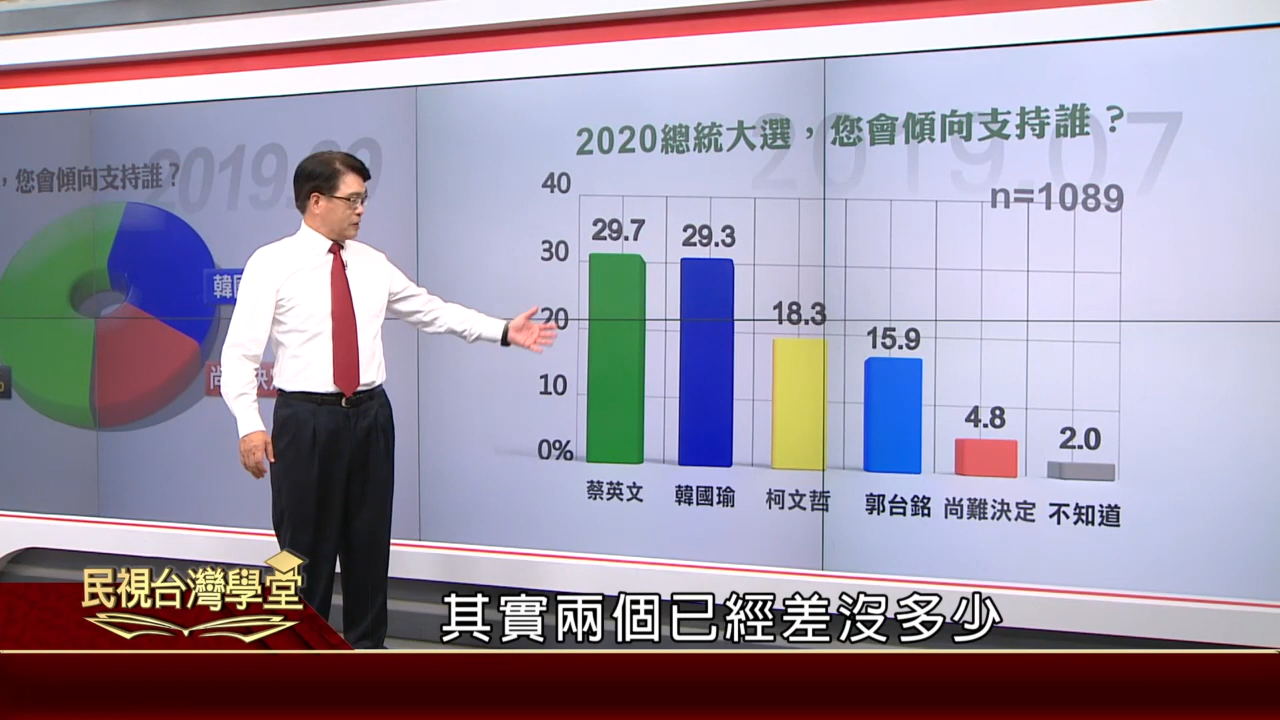 2019.07
2020總統大選，您會傾向支持誰？
n=1089
40
30
20
10
0%
29.7
29.3
18.3
15.9
4.8
2.0
蔡英文
韓國瑜
柯文哲
郭台銘
尚難決定
不知道
，您會傾向支持誰？
韓國
尚
民視台灣學堂
其實兩個已經差沒多少